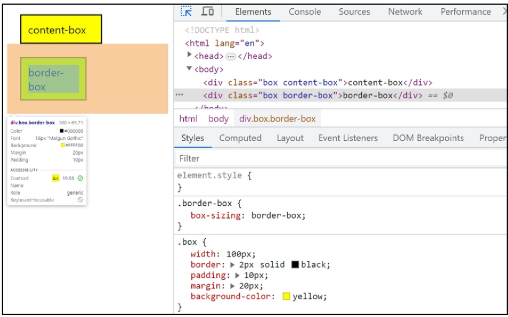 content-box
border-
box
div.box.border-box 100 × 65.71
Color #000000
Font 16px "Malgun Gothic"
Background #FFFF00
Margin 20px
Padding 10px
ACCESSIBILITY
Contrast Aa 19.56
Name
Role generic
Keyboard-focusable
Elements Console Sources Network Performance
<!DOCTYPE html>
<html lang="en">
<head> … </head>
<body>
<div class="box content-box">content-box</div>
… <div class="box border-box">border-box</div> == $0
</body>
html body div.box.border-box
Styles Computed Layout Event Listeners DOM Breakpoints Proper
Filter
element.style {
}
.border-box {
box-sizing: border-box;
}
.box {
width: 100px;
border: 2px solid black;
padding: 10px;
margin: 20px;
background-color: yellow;
}